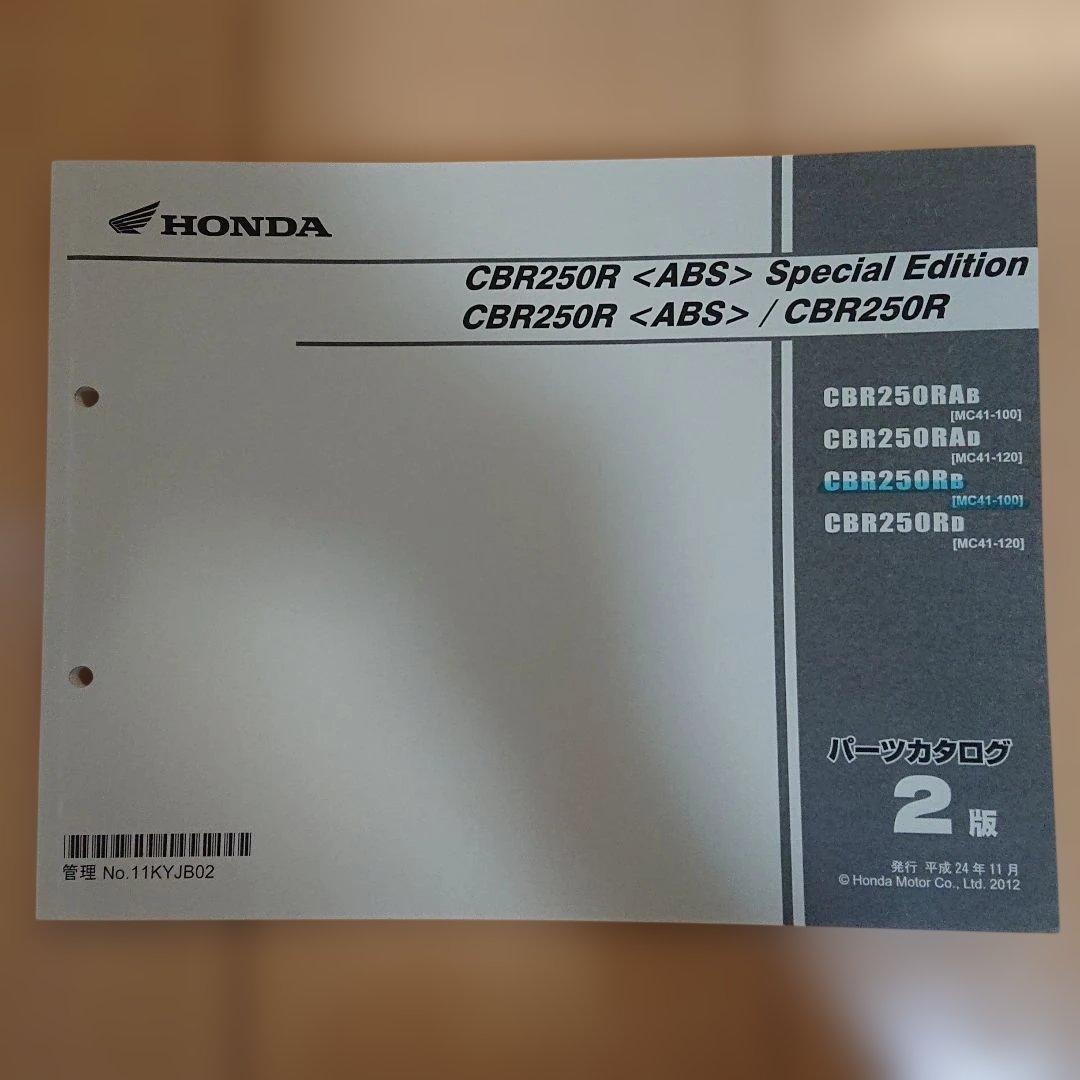 HONDA
CBR250R <ABS> Special Edition
CBR250R <ABS> / CBR250R
CBR250RAB
[MC41-100]
CBR250RAD
[MC41-120]
CBR250RB
[MC41-100]
CBR250RD
[MC41-120]
パーツカタログ
2版
発行 平成24年11月
© Honda Motor Co., Ltd. 2012
管理 No.11KYJB02